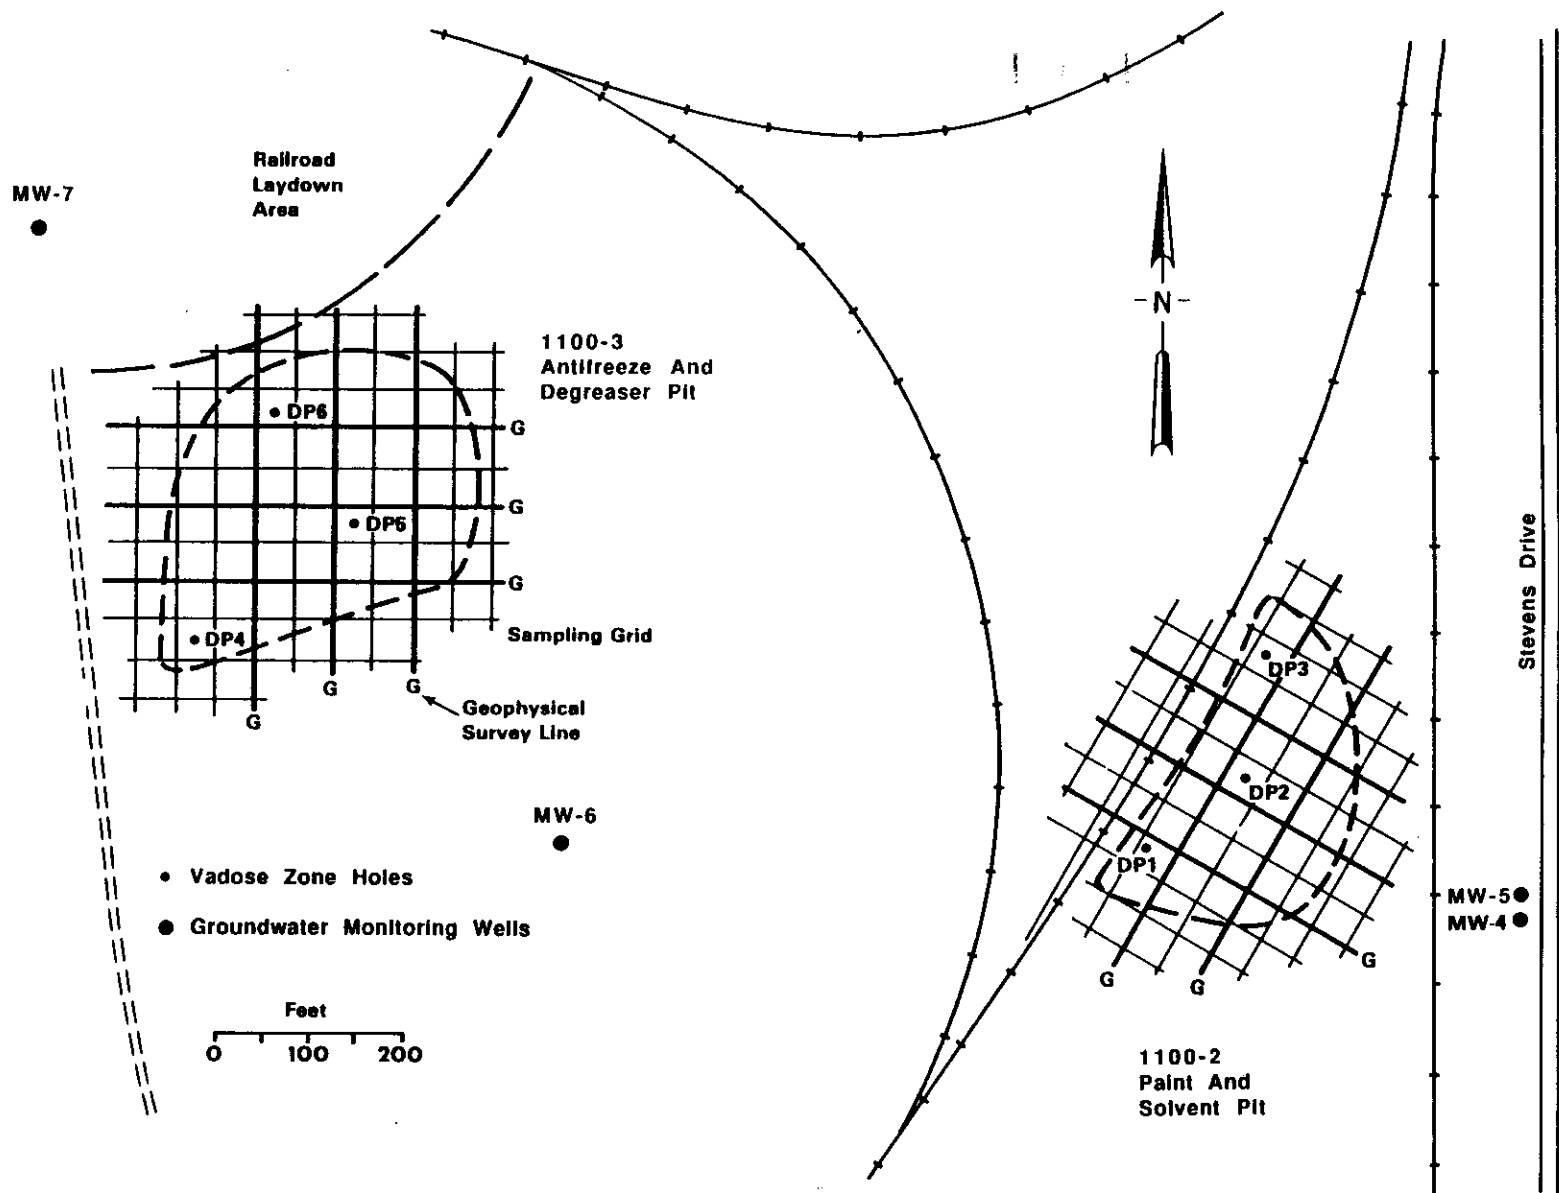 MW-7
Railroad
Laydown
Area
-N-
1100-3
Antifreeze And
Degreaser Pit
DP6
G
G
DP6
G
DP4
Sampling Grid
G
G
G
Geophysical
Survey Line
Stevens Drive
DP3
DP2
DP1
MW-6
Vadose Zone Holes
Groundwater Monitoring Wells
MW-5
MW-4
G
G
G
Feet
0 100 200
1100-2
Paint And
Solvent Pit